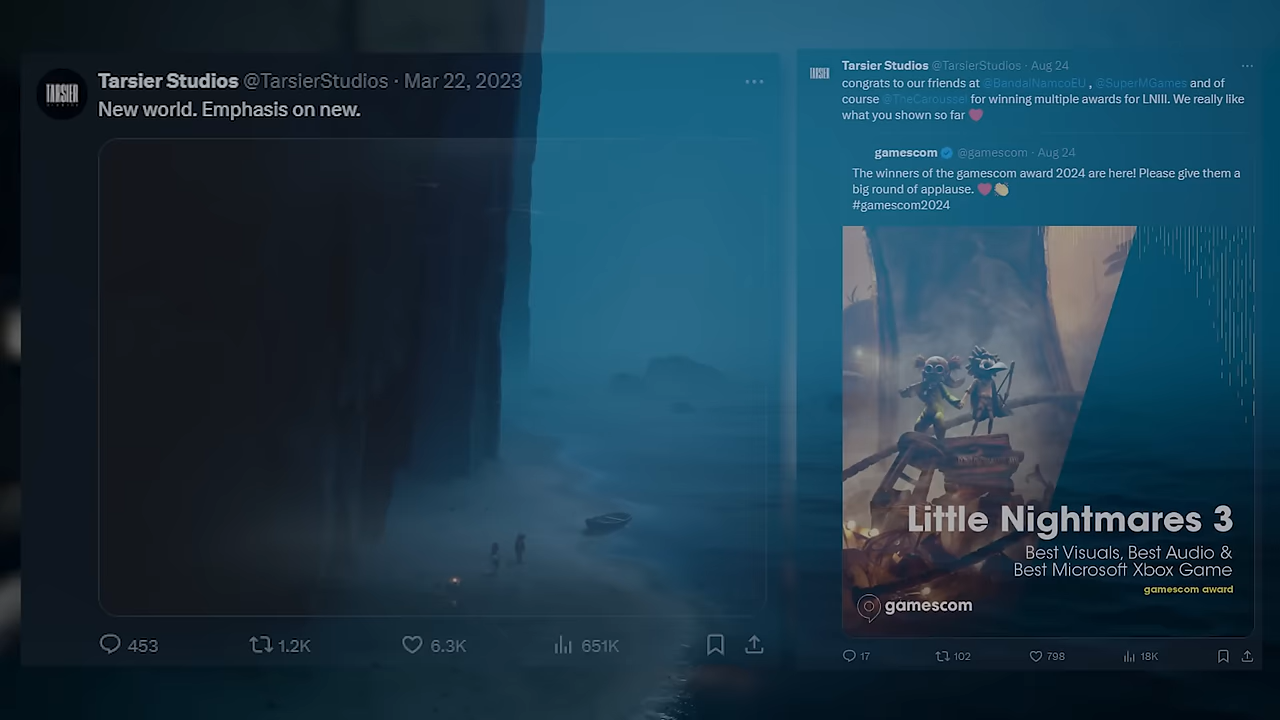 TARSIER
Tarsier Studios @TarsierStudios · Mar 22, 2023
New world. Emphasis on new.
453
1.2K
6.3K
651K
TARSIER
Tarsier Studios @TarsierStudios · Aug 24
congrats to our friends at @BandaiNamcoEU , @SuperMGames and of
course @TheCaroussel for winning multiple awards for LNIII. We really like
what you shown so far
gamescom @gamescom · Aug 24
The winners of the gamescom award 2024 are here! Please give them a
big round of applause.
#gamescom2024
Little Nightmares 3
Best Visuals, Best Audio &
Best Microsoft Xbox Game
gamescom award
gamescom
17
102
798
18K